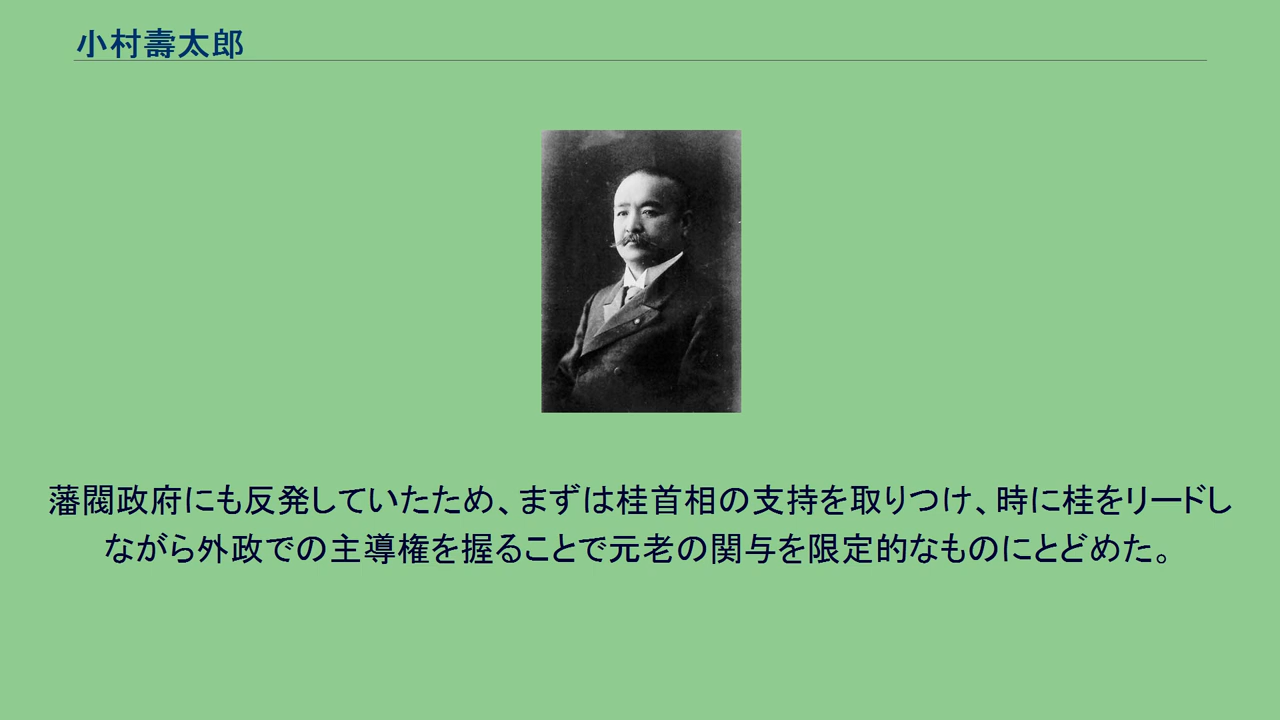 小村壽太郎
藩閥政府にも反発していたため、まずは桂首相の支持を取りつけ、時に桂をリードし
ながら外政での主導権を握ることで元老の関与を限定的なものにとどめた。